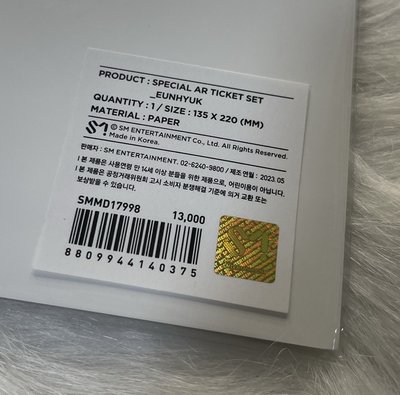 PRODUCT : SPECIAL AR TICKET SET
_EUNHYUK
QUANTITY : 1 / SIZE : 135 X 220 (MM)
MATERIAL : PAPER
SM ⓒ SM ENTERTAINMENT Co., Ltd. All Rights Reserved.
Made in Korea.
판매자 : SM ENTERTAINMENT. 02-6240-9800 / 제조 연월 : 2023.05
I 본 제품은 사용연령 만 14세 이상 분들을 위한 제품으로, 어린이용이 아닙니다.
I 본 제품은 공정거래위원회 고시 소비자 분쟁해결 기준에 의거 교환 또는
보상받을 수 있습니다.
SMMD17998 13,000
8809944140375
SM